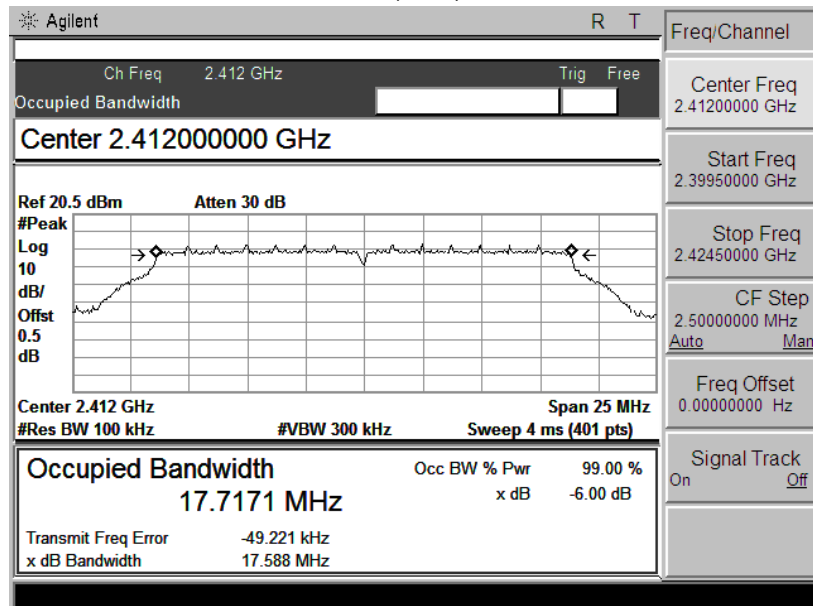 Agilent R T
Ch Freq 2.412 GHz Trig Free
Occupied Bandwidth
Center 2.412000000 GHz
Ref 20.5 dBm Atten 30 dB
#Peak
Log
10
dB/
Offst
0.5
dB
Center 2.412 GHz Span 25 MHz
#Res BW 100 kHz #VBW 300 kHz Sweep 4 ms (401 pts)
Occupied Bandwidth
17.7171 MHz
Occ BW % Pwr 99.00 %
x dB -6.00 dB
Transmit Freq Error -49.221 kHz
x dB Bandwidth 17.588 MHz
Freq/Channel
Center Freq
2.41200000 GHz
Start Freq
2.39950000 GHz
Stop Freq
2.42450000 GHz
CF Step
2.50000000 MHz
Auto Man
Freq Offset
0.00000000 Hz
Signal Track
On Off